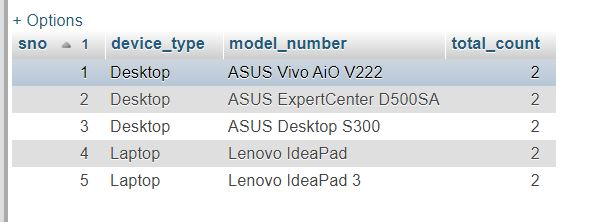 + Options
sno 1 device_type model_number total_count
1 Desktop ASUS Vivo AiO V222 2
2 Desktop ASUS ExpertCenter D500SA 2
3 Desktop ASUS Desktop S300 2
4 Laptop Lenovo IdeaPad 2
5 Laptop Lenovo IdeaPad 3 2